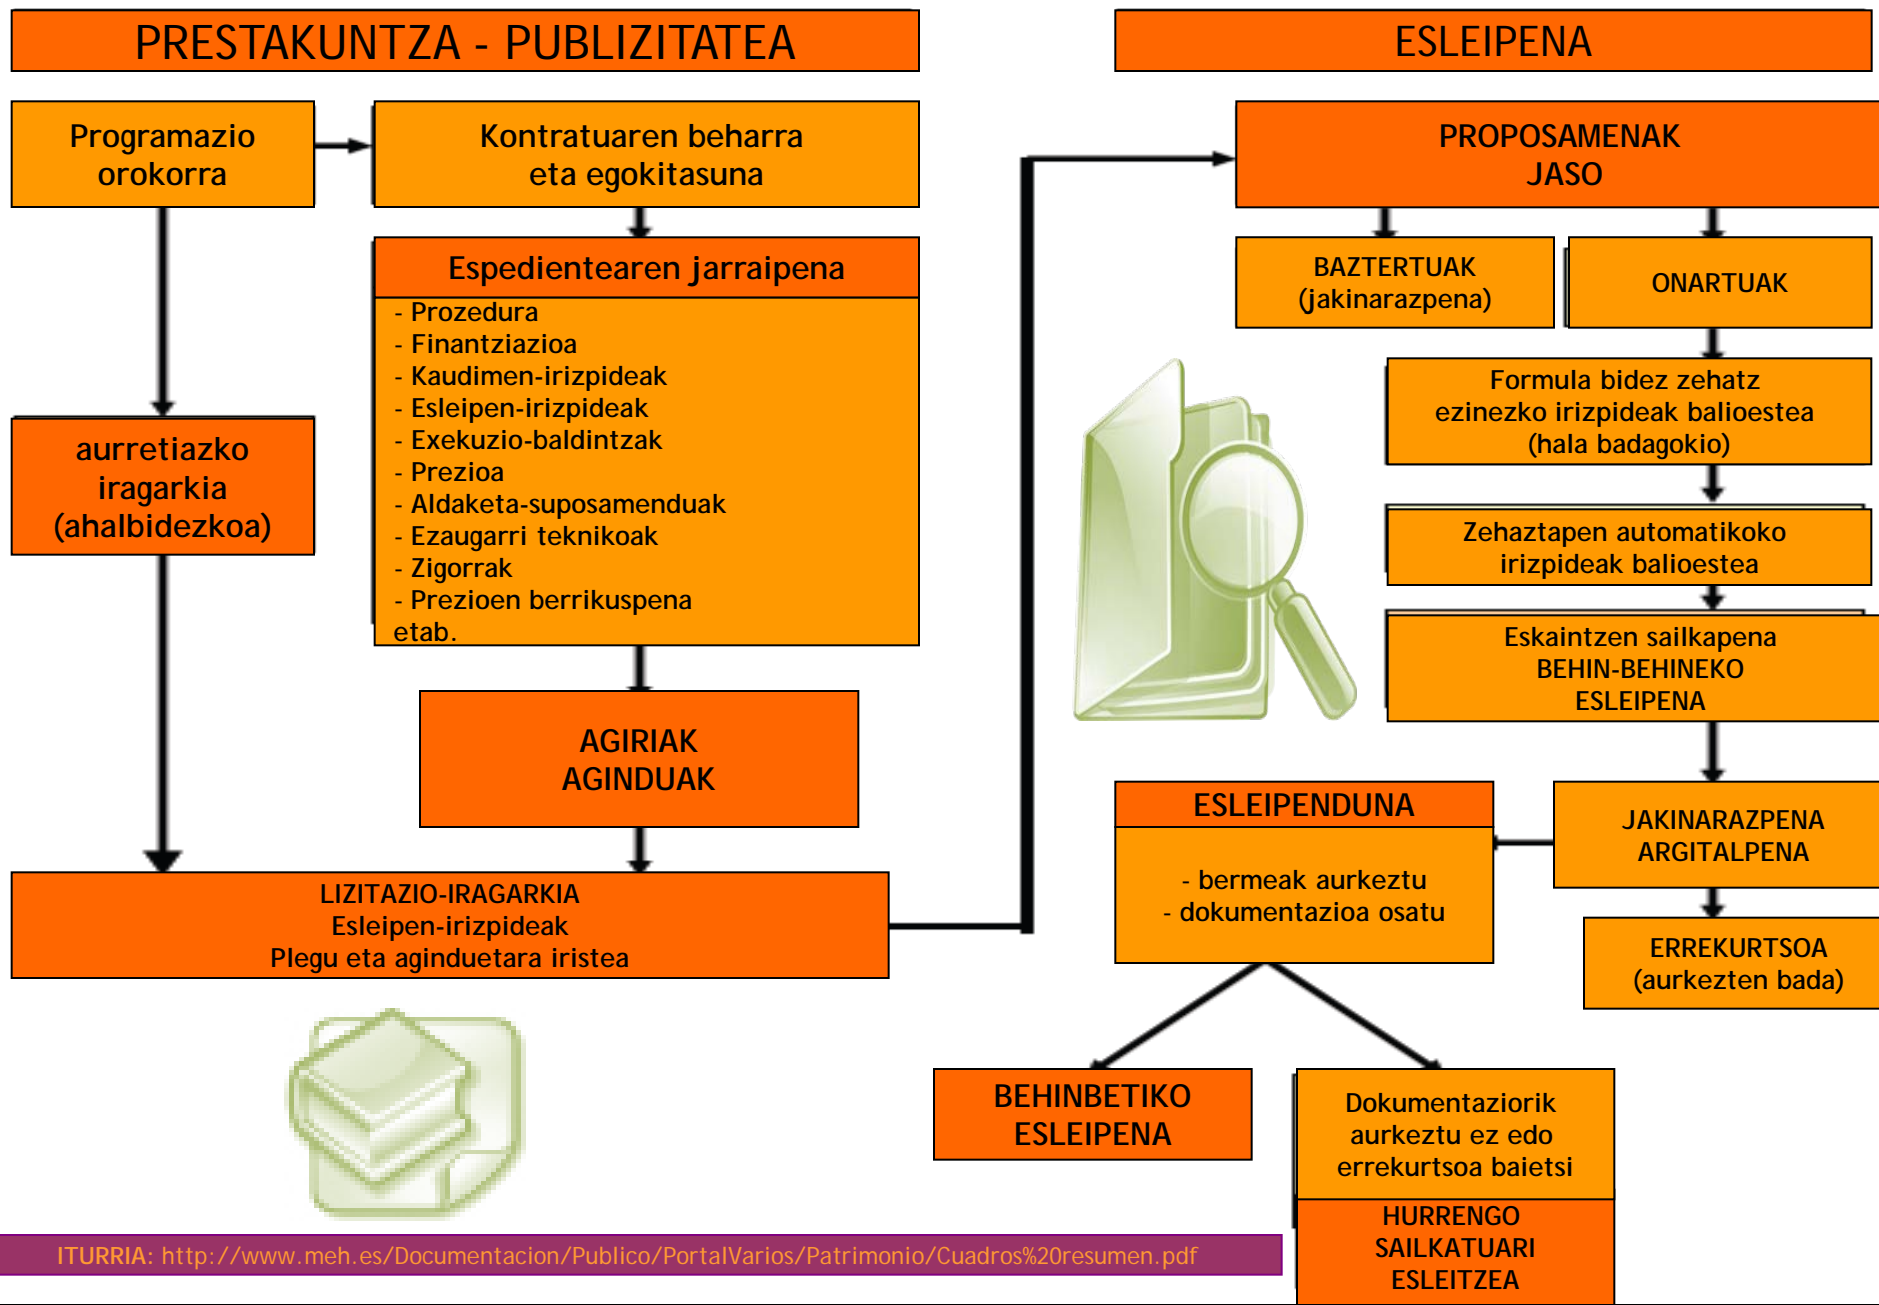 PRESTAKUNTZA - PUBLIZITATEA
Programazio
orokorra
Kontratuaren beharra
eta egokitasuna
Espedientearen jarraipena
- Prozedura
- Finantziazioa
- Kaudimen-irizpideak
- Esleipen-irizpideak
- Exekuzio-baldintzak
- Prezioa
- Aldaketa-suposamenduak
- Ezaugarri teknikoak
- Zigorrak
- Prezioen berrikuspena
etab.
aurretiazko
iragarkia
(ahalbidezkoa)
AGIRIAK
AGINDUAK
LIZITAZIO-IRAGARKIA
Esleipen-irizpideak
Plegu eta aginduetara iristea
ESLEIPENA
PROPOSAMENAK
JASO
BAZTERTUAK
(jakinarazpena)
ONARTUAK
Formula bidez zehatz
ezinezko irizpideak balioestea
(hala badagokio)
Zehaztapen automatikoko
irizpideak balioestea
Eskaintzen sailkapena
BEHIN-BEHINEKO
ESLEIPENA
JAKINARAZPENA
ARGITALPENA
ESLEIPENDUNA
- bermeak aurkeztu
- dokumentazioa osatu
ERREKURTSOA
(aurkezten bada)
BEHINBETIKO
ESLEIPENA
Dokumentaziorik
aurkeztu ez edo
errekurtsoa baietsi
HURRENGO
SAILKATUARI
ESLEITZEA
ITURRIA: http://www.meh.es/Documentacion/Publico/PortalVarios/Patrimonio/Cuadros%20resumen.pdf